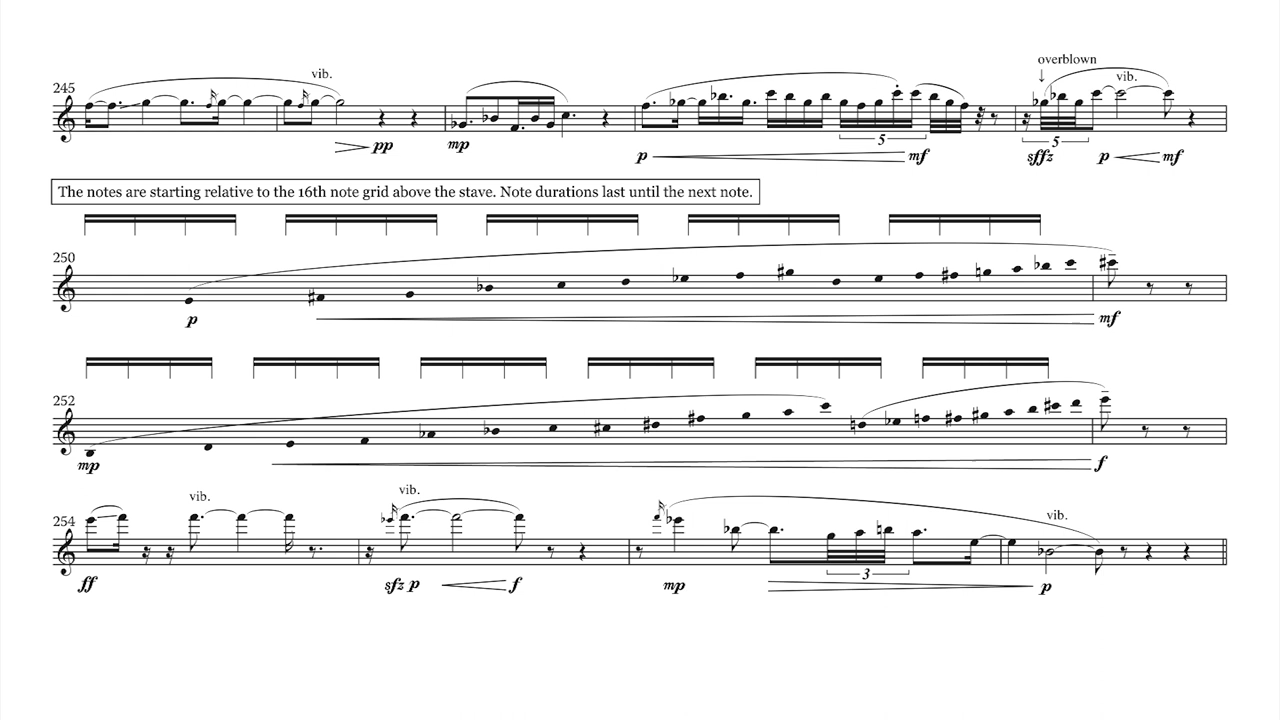 overblown
vib. ↓ vib.
245
5 5
pp mp p mf sffz p mf
The notes are starting relative to the 16th note grid above the stave. Note durations last until the next note.
250
p mf
252
mp f
vib. vib. vib.
254
3
ff sfz p f mp p